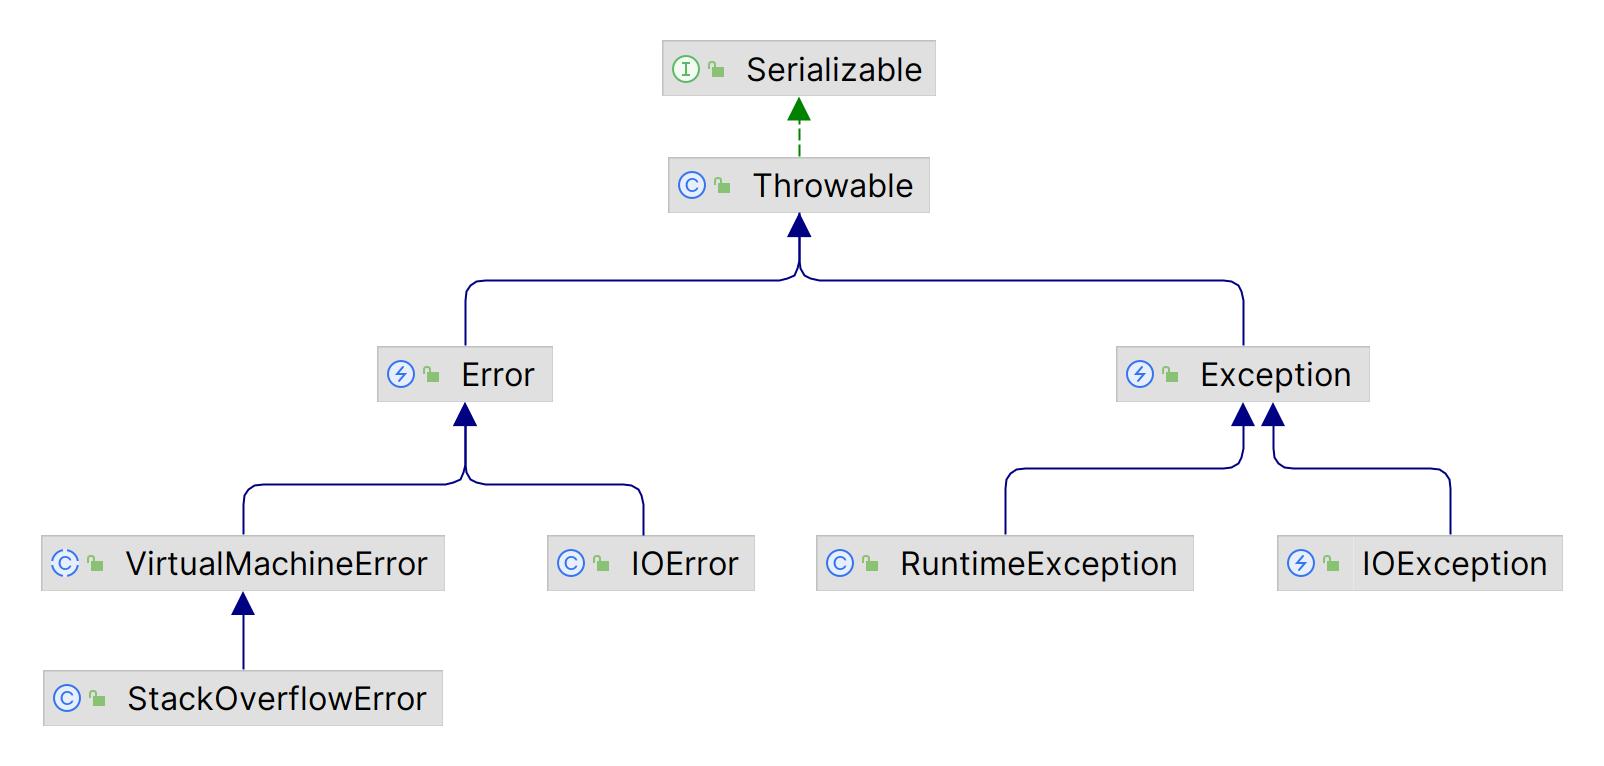 Serializable
Throwable
Error
Exception
VirtualMachineError
IOError
RuntimeException
IOException
StackOverflowError